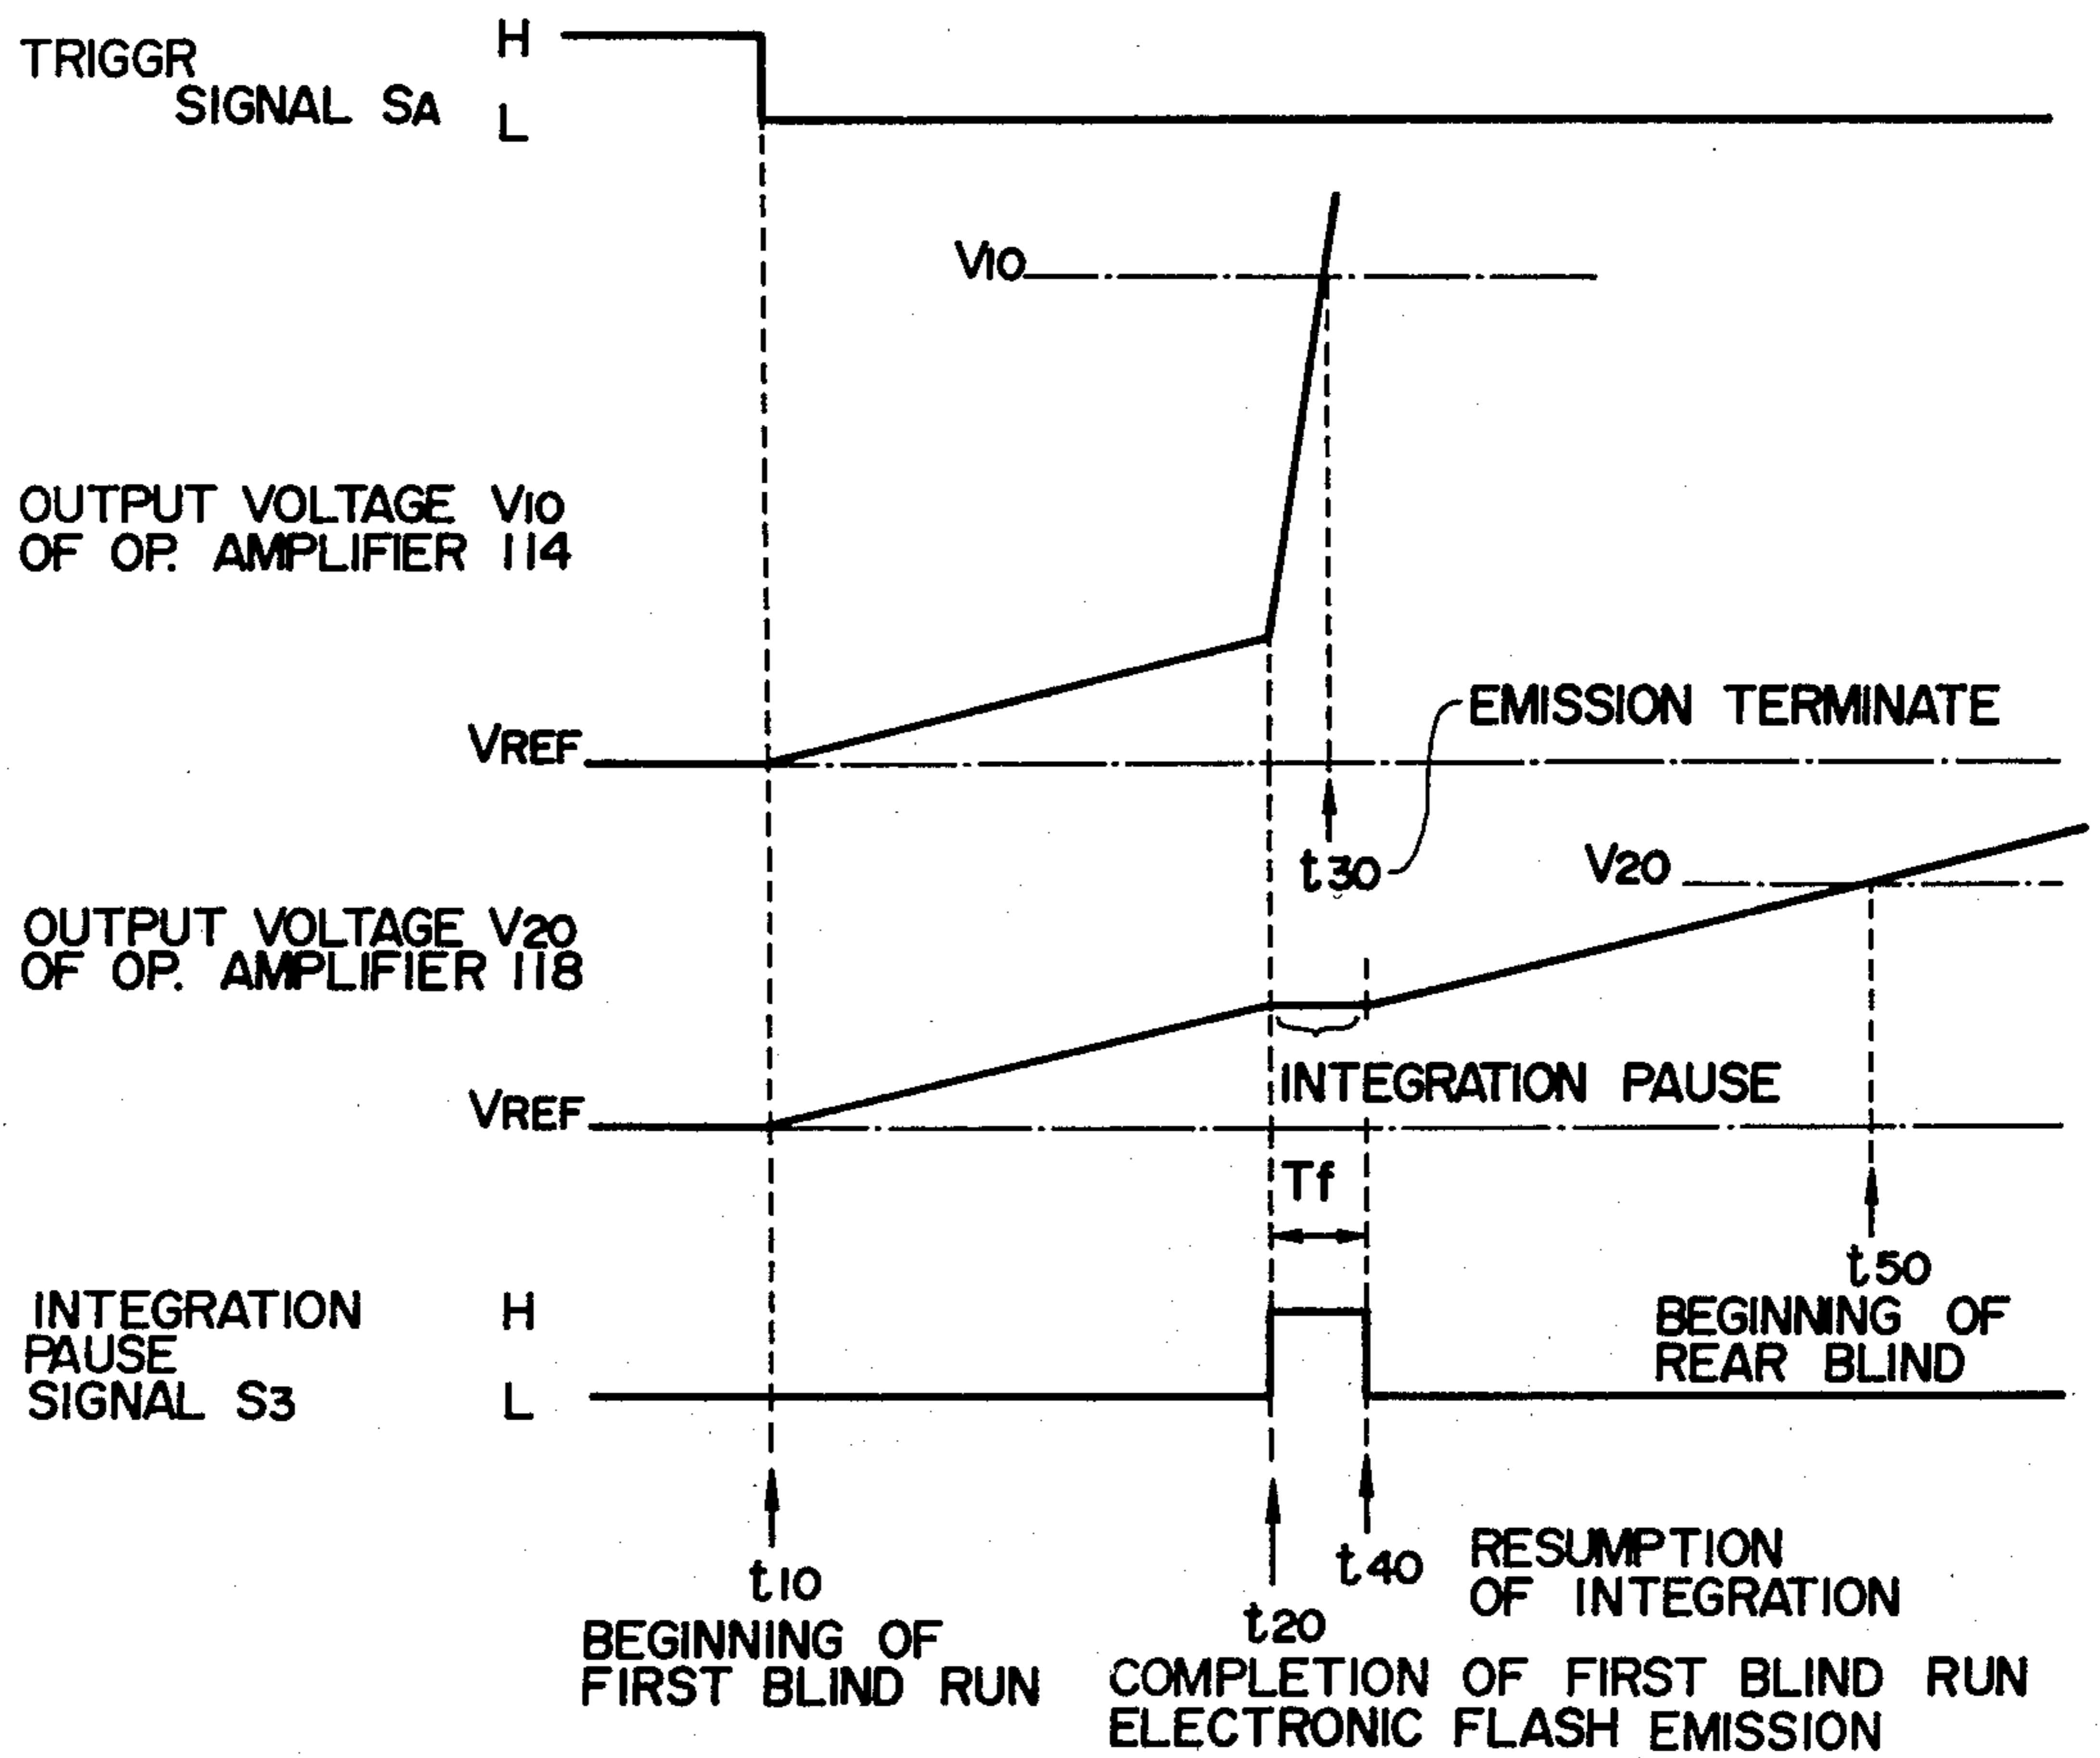 TRIGGR
SIGNAL SA
H
L
V10
OUTPUT VOLTAGE V10
OF OP. AMPLIFIER 114
VREF
EMISSION TERMINATE
t30
V20
OUTPUT VOLTAGE V20
OF OP. AMPLIFIER 118
INTEGRATION PAUSE
VREF
Tf
t50
BEGINNING OF
REAR BLIND
INTEGRATION
PAUSE
SIGNAL S3
H
L
t10
BEGINNING OF
FIRST BLIND RUN
t40
RESUMPTION
OF INTEGRATION
t20
COMPLETION OF FIRST BLIND RUN
ELECTRONIC FLASH EMISSION